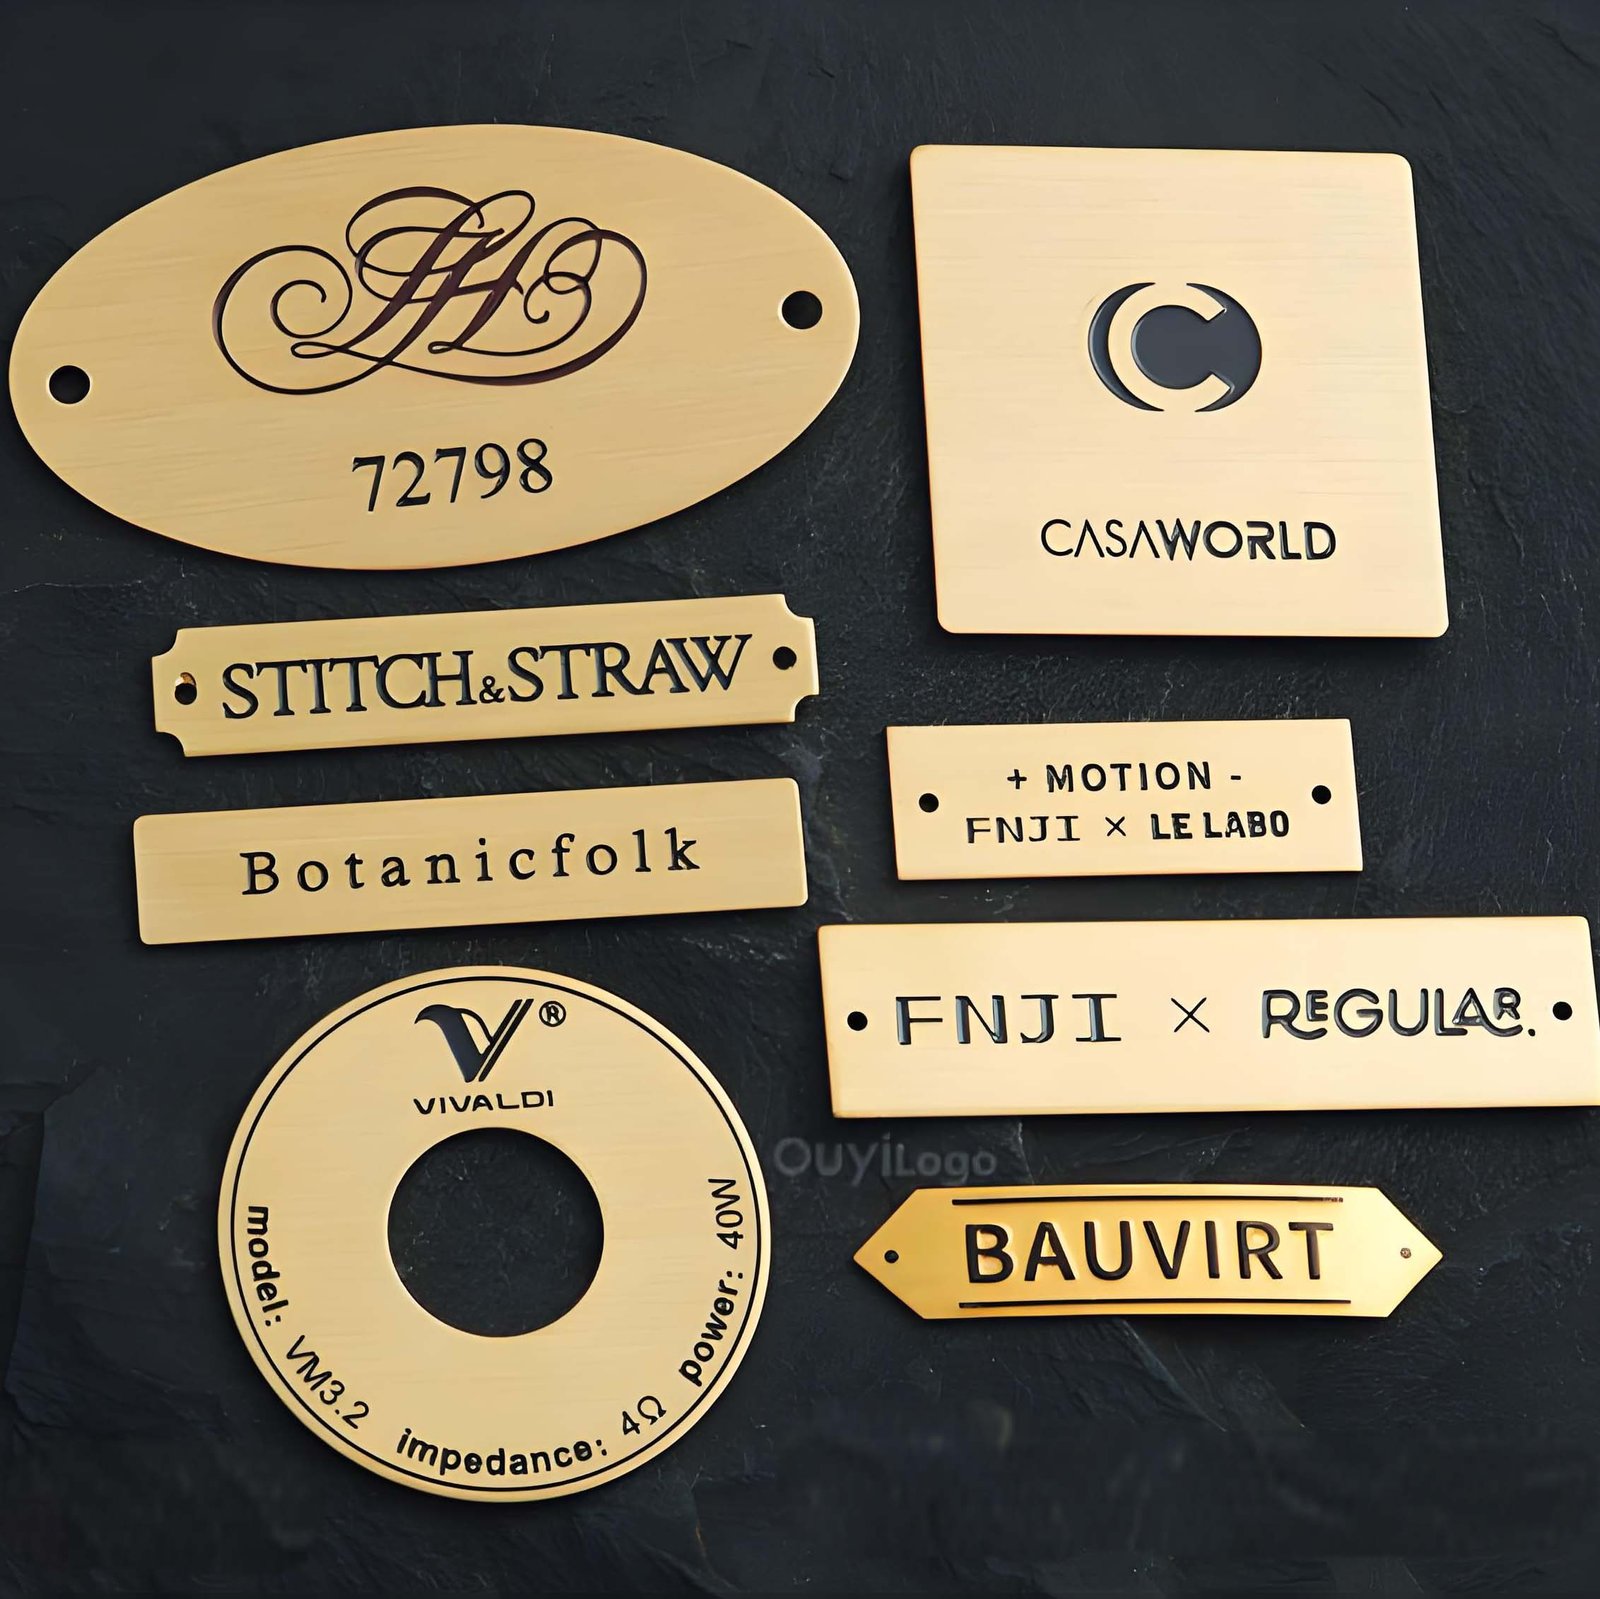 72798
CASAWORLD
STITCH&STRAW
+ MOTION -
FNJI × LE LABO
Botanicfolk
FNJI × REGULAR.
V®
VIVALDI
model: VM3.2 impedance: 4Ω power: 40W
OuyiLogo
BAUVIRT